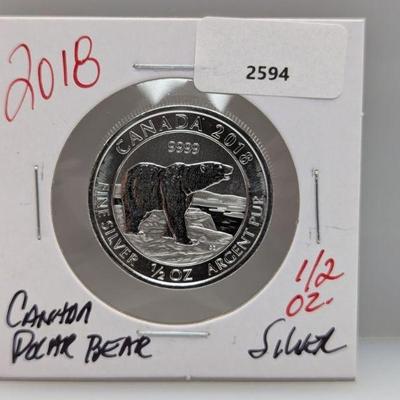 2018
2594
CANADA 2018
9999
FINE SILVER 1/2 OZ ARGENT PUR
1/2
OZ.
CANADA
POLAR BEAR
SILVER